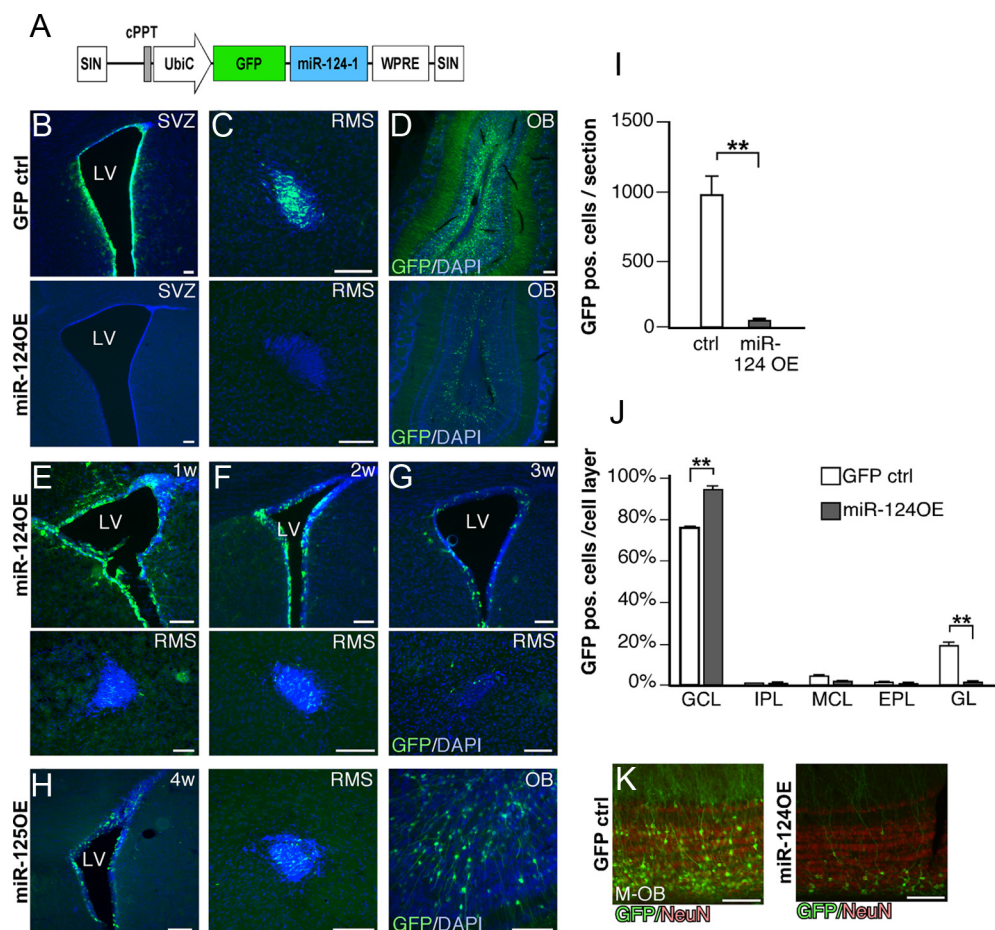 A
cPPT
SIN UbiC GFP miR-124-1 WPRE SIN
B SVZ
LV
GFP ctrl
C RMS
D OB
GFP/DAPI
miR-124OE
SVZ
LV
RMS
OB
GFP/DAPI
miR-124OE
E 1w
LV
F 2w
LV
G 3w
LV
RMS
RMS
RMS
GFP/DAPI
miR-125OE
H 4w
LV
RMS
OB
GFP/DAPI
I
GFP pos. cells / section
1500
1000
500
0
**
ctrl
miR-
124 OE
J
GFP pos. cells /cell layer
100%
80%
60%
40%
20%
0%
**
GFP ctrl
miR-124OE
**
GCL IPL MCL EPL GL
K
GFP ctrl
M-OB
GFP/NeuN
miR-124OE
GFP/NeuN